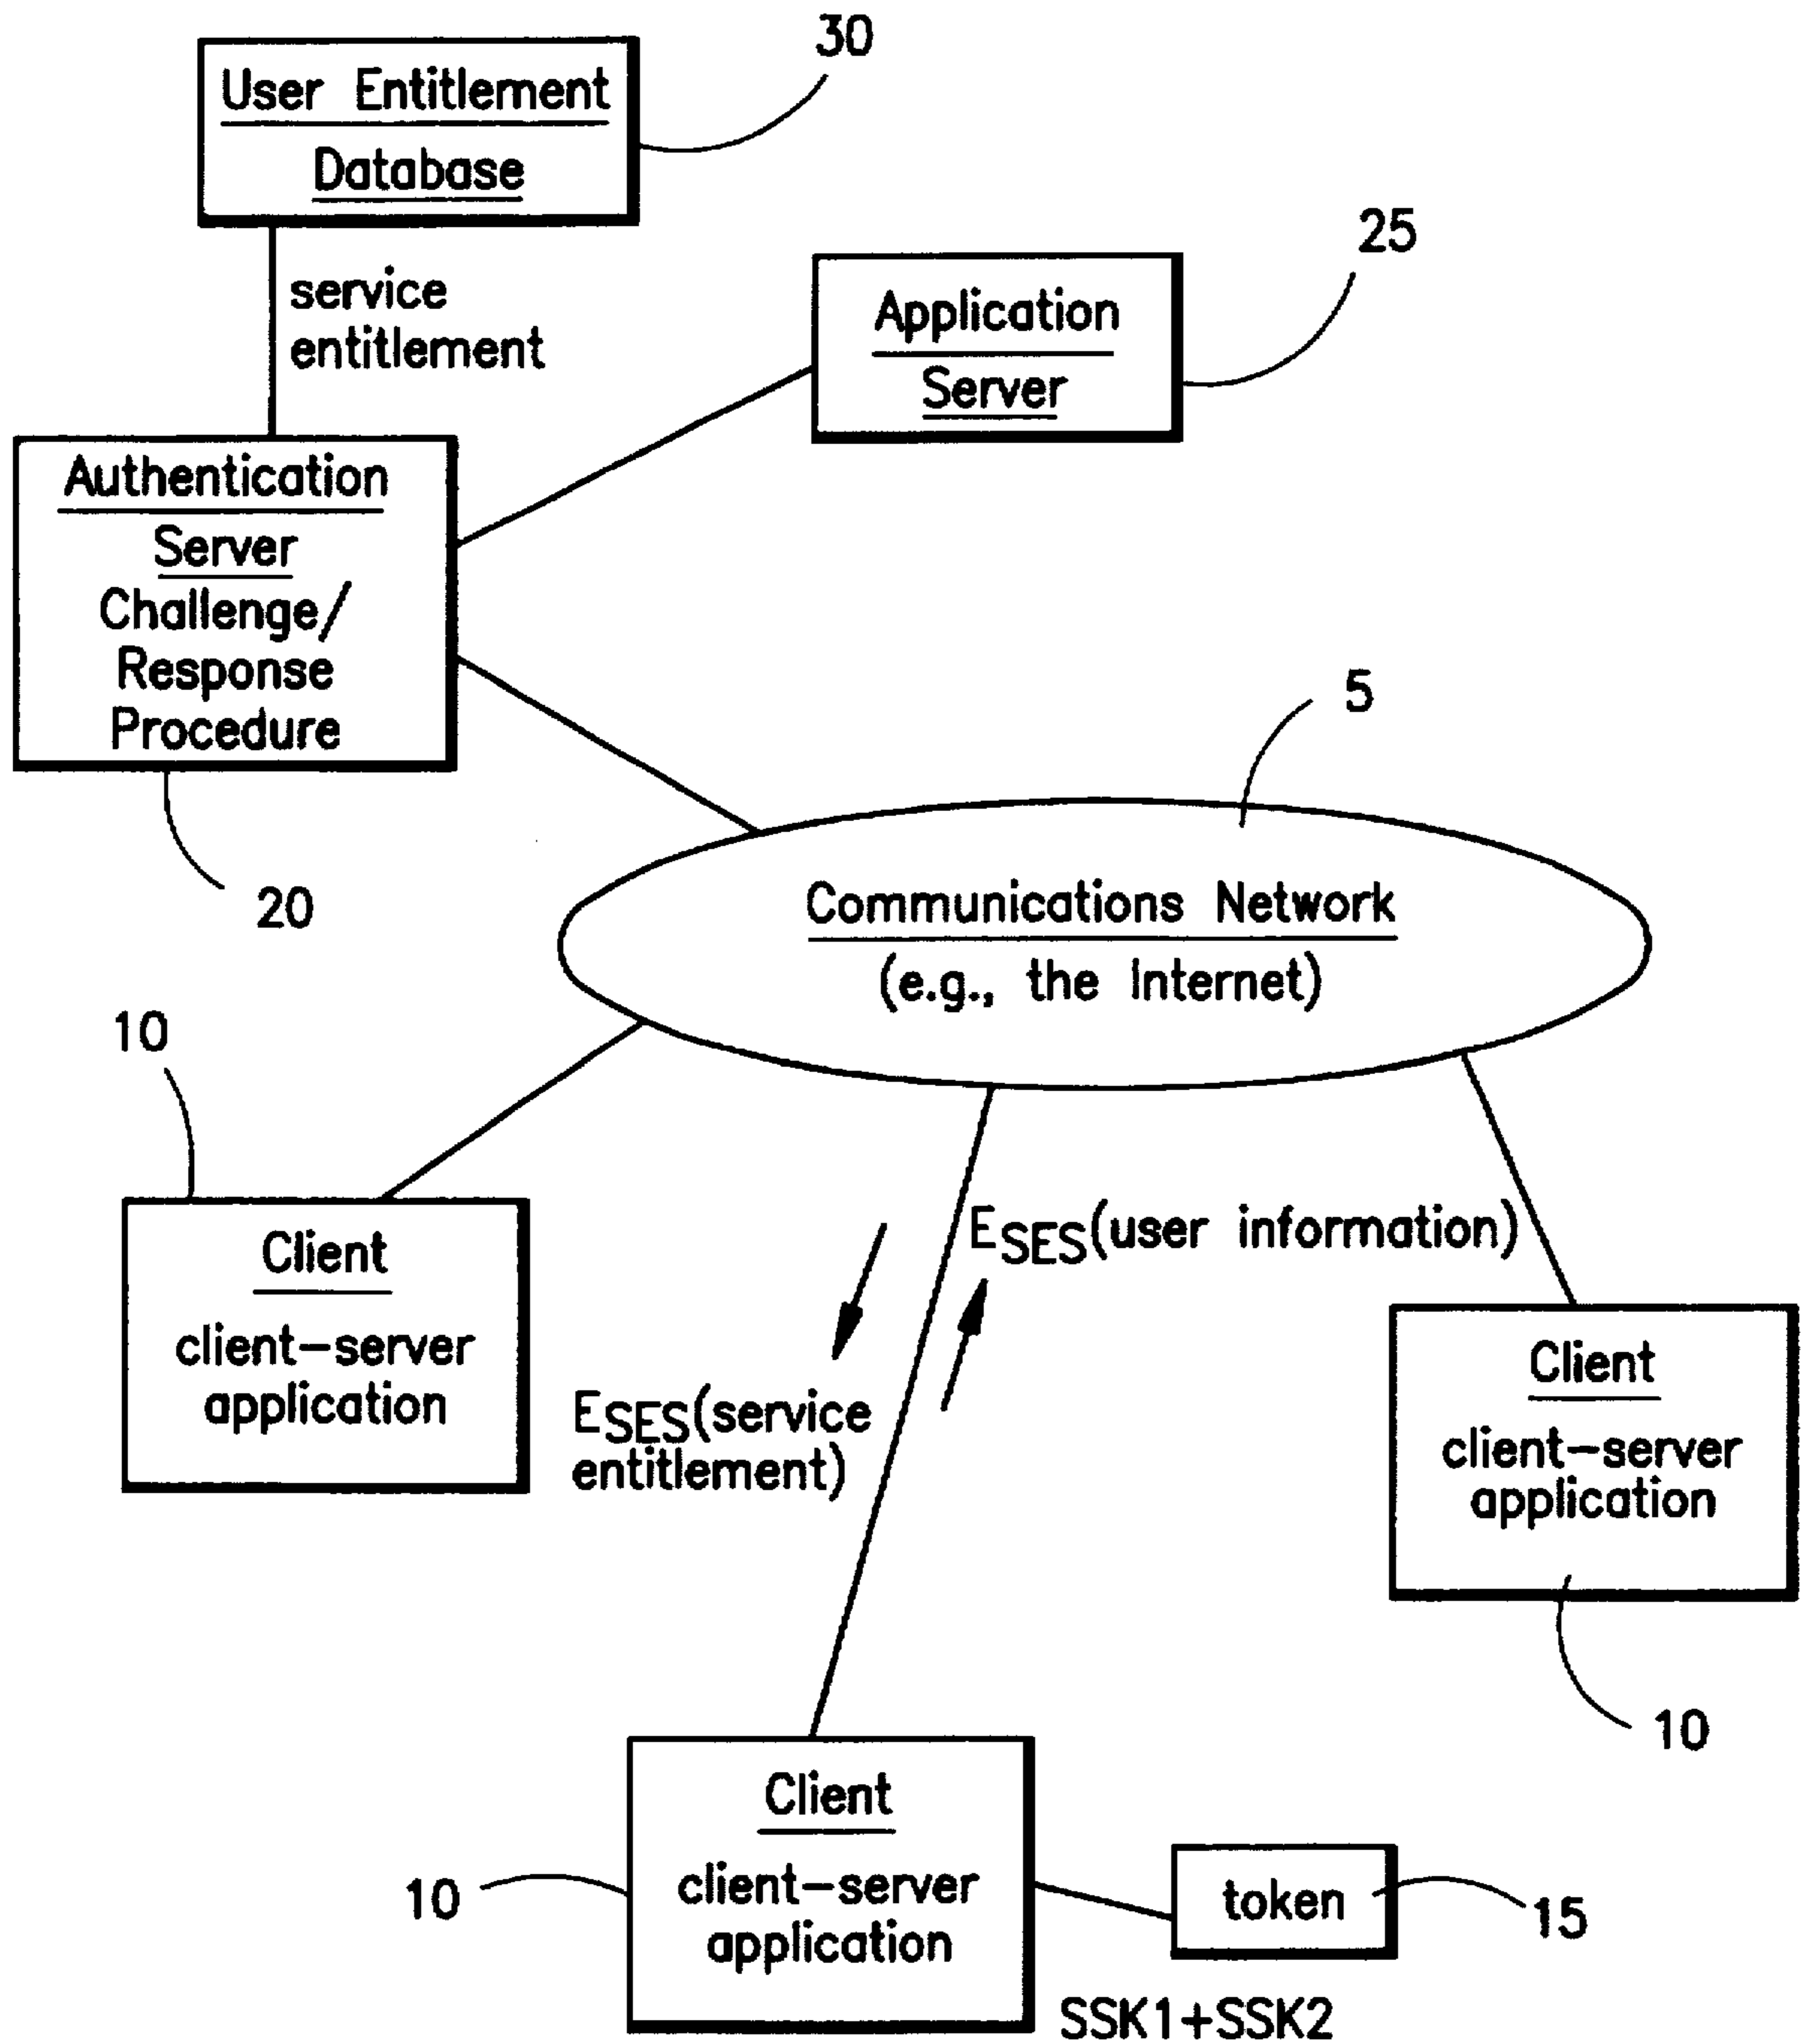 30
User Entitlement
Database
25
service
entitlement
Application
Server
Authentication
Server
Challenge/
Response
Procedure
20
5
Communications Network
(e.g., the Internet)
10
Client
client-server
application
ESES(user information)
ESES(service
entitlement)
Client
client-server
application
10
Client
client-server
application
10
token
15
SSK1+SSK2